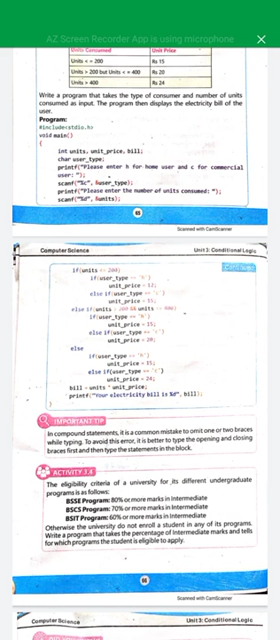 AZ Screen Recorder App is using microphone
Units Consumed Unit Price
Units <= 200 Rs 15
Units > 200 but Units <= 400 Rs 20
Units > 400 Rs 24
Write a program that takes the type of consumer and number of units
consumed as input. The program then displays the electricity bill of the
user.
Program:
#include<stdio.h>
void main()
{
int units, unit_price, bill;
char user_type;
printf("Please enter h for home user and c for commercial
user: ");
scanf("%c", &user_type);
printf("Please enter the number of units consumed: ");
scanf("%d", &units);
65
Scanned with CamScanner
Computer Science Unit 3: Conditional Logic
if(units <= 200)
if(user_type == 'h')
unit_price = 12;
else if(user_type == 'c')
unit_price = 15;
else if(units > 200 && units <= 400)
if(user_type == 'h')
unit_price = 15;
else if(user_type == 'c')
unit_price = 20;
else
if(user_type == 'h')
unit_price = 15;
else if(user_type == 'c')
unit_price = 24;
bill = units * unit_price;
printf("Your electricity bill is %d", bill);
}
IMPORTANT TIP
In compound statements, it is a common mistake to omit one or two braces
while typing. To avoid this error, it is better to type the opening and closing
braces first and then type the statements in the block.
ACTIVITY 3.4
The eligibility criteria of a university for its different undergraduate
programs is as follows:
BSSE Program: 80% or more marks in Intermediate
BSCS Program: 70% or more marks in Intermediate
BSIT Program: 60% or more marks in Intermediate
Otherwise the university do not enroll a student in any of its programs.
Write a program that takes the percentage of Intermediate marks and tells
for which programs the student is eligible to apply.
66
Scanned with CamScanner
Computer Science Unit 3: Conditional Logic